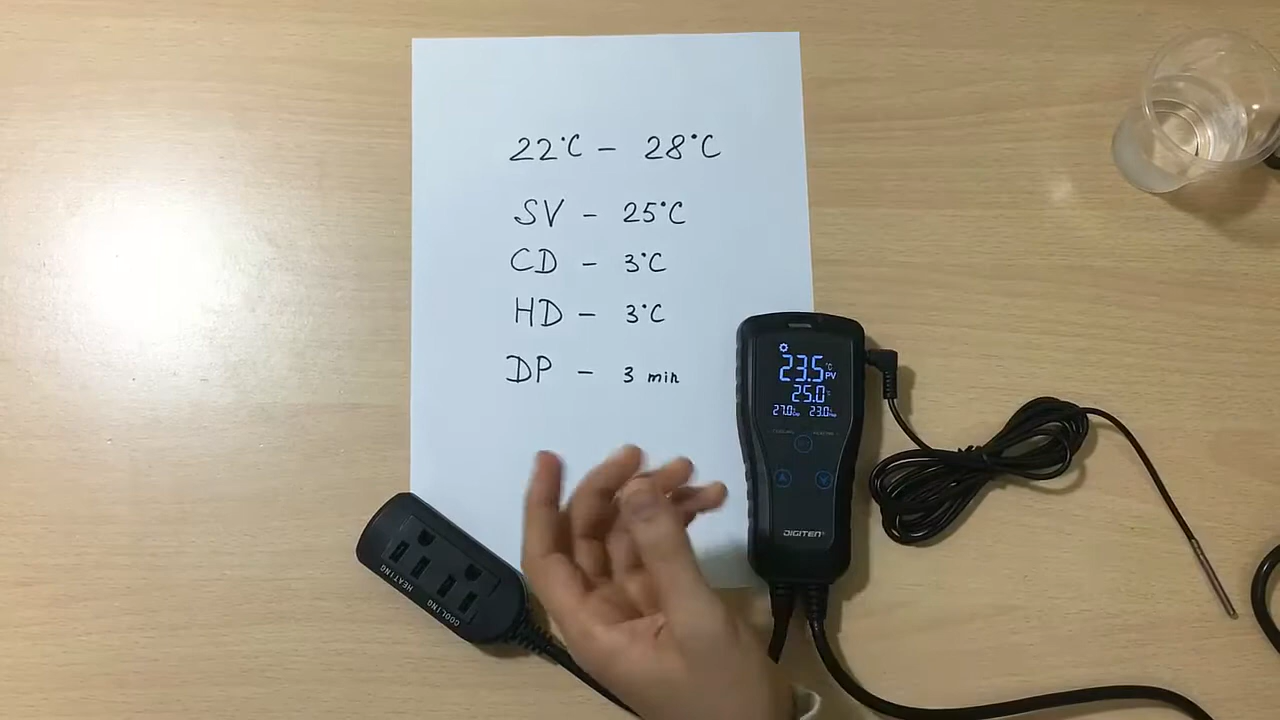 22°C - 28°C
SV - 25°C
CD - 3°C
HD - 3°C
DP - 3 min
23.5 °C PV
25.0
27.0 23.0
DIGITEN
HEATING
COOLING